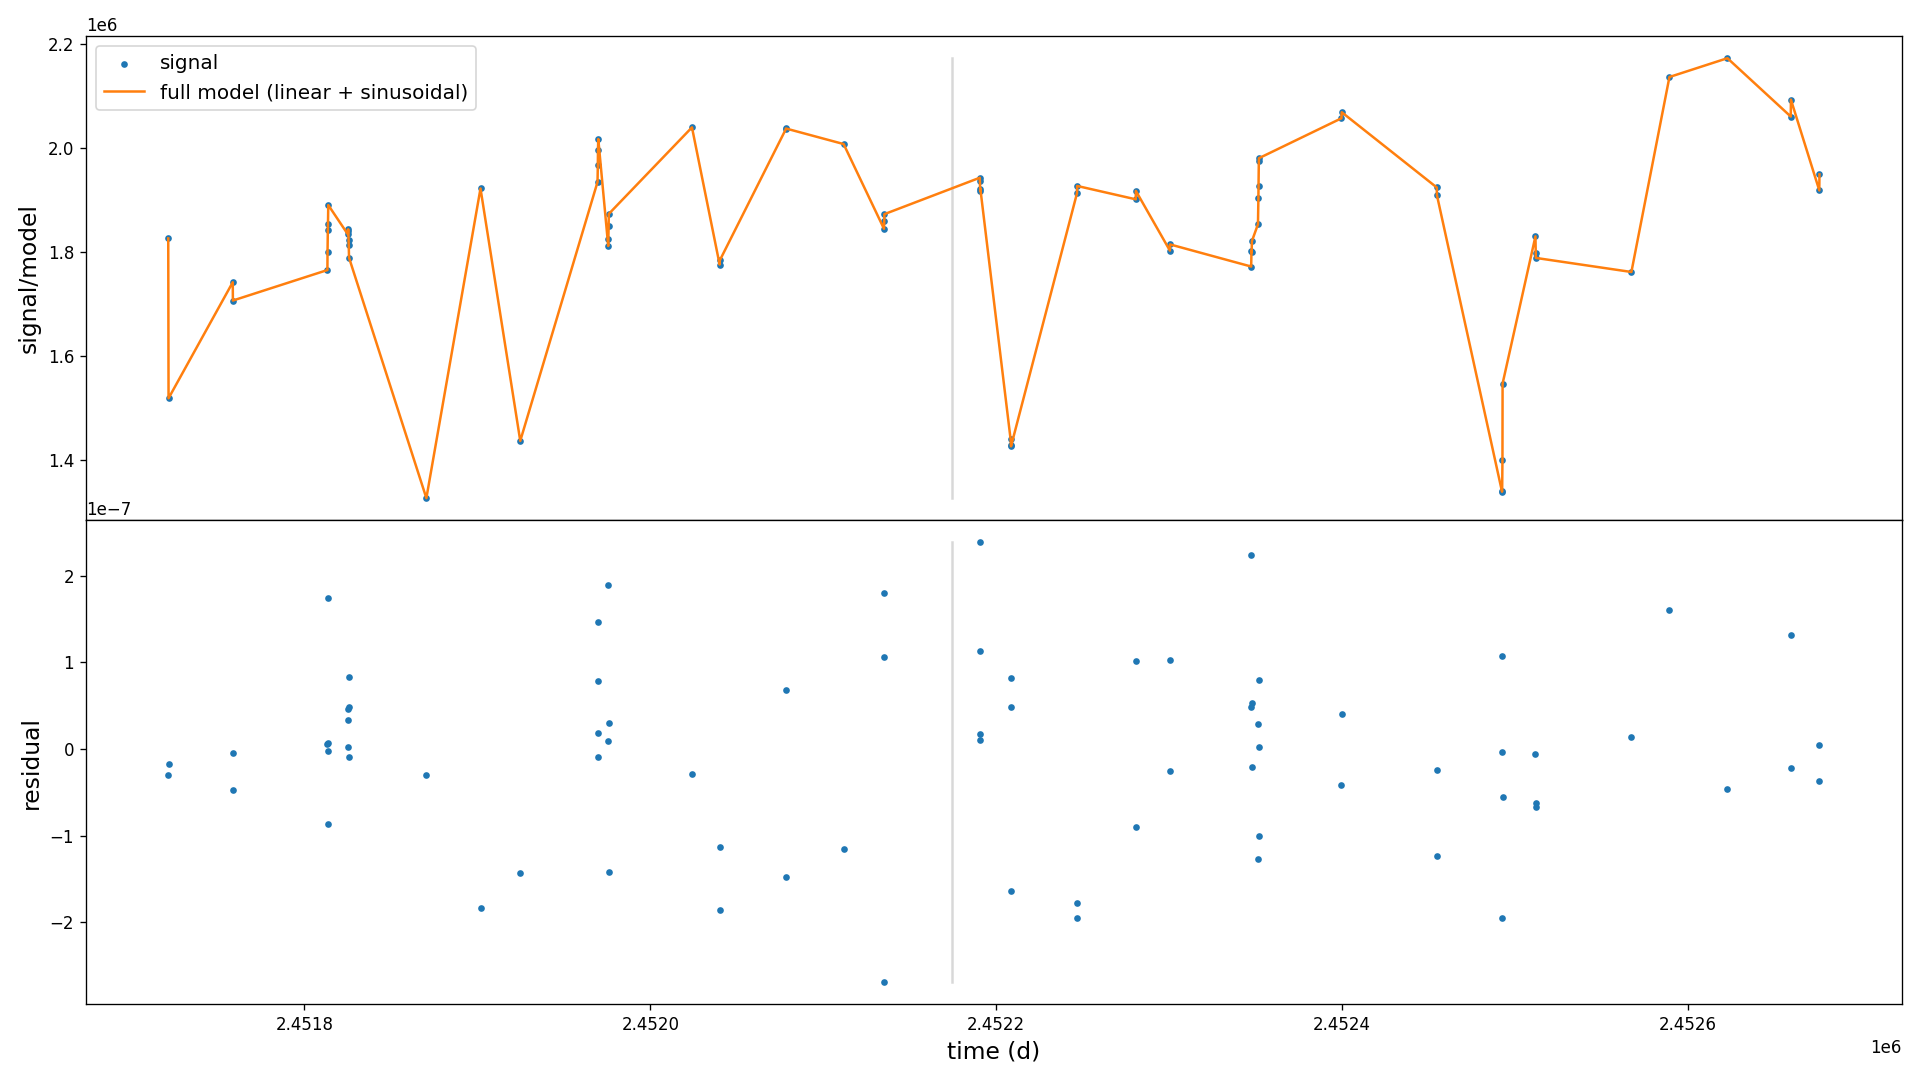 1e6
2.2
2.0
1.8
1.6
1.4
signal/model
signal
full model (linear + sinusoidal)
1e−7
2
1
0
−1
−2
residual
2.4518
2.4520
2.4522
2.4524
2.4526
time (d)
1e6